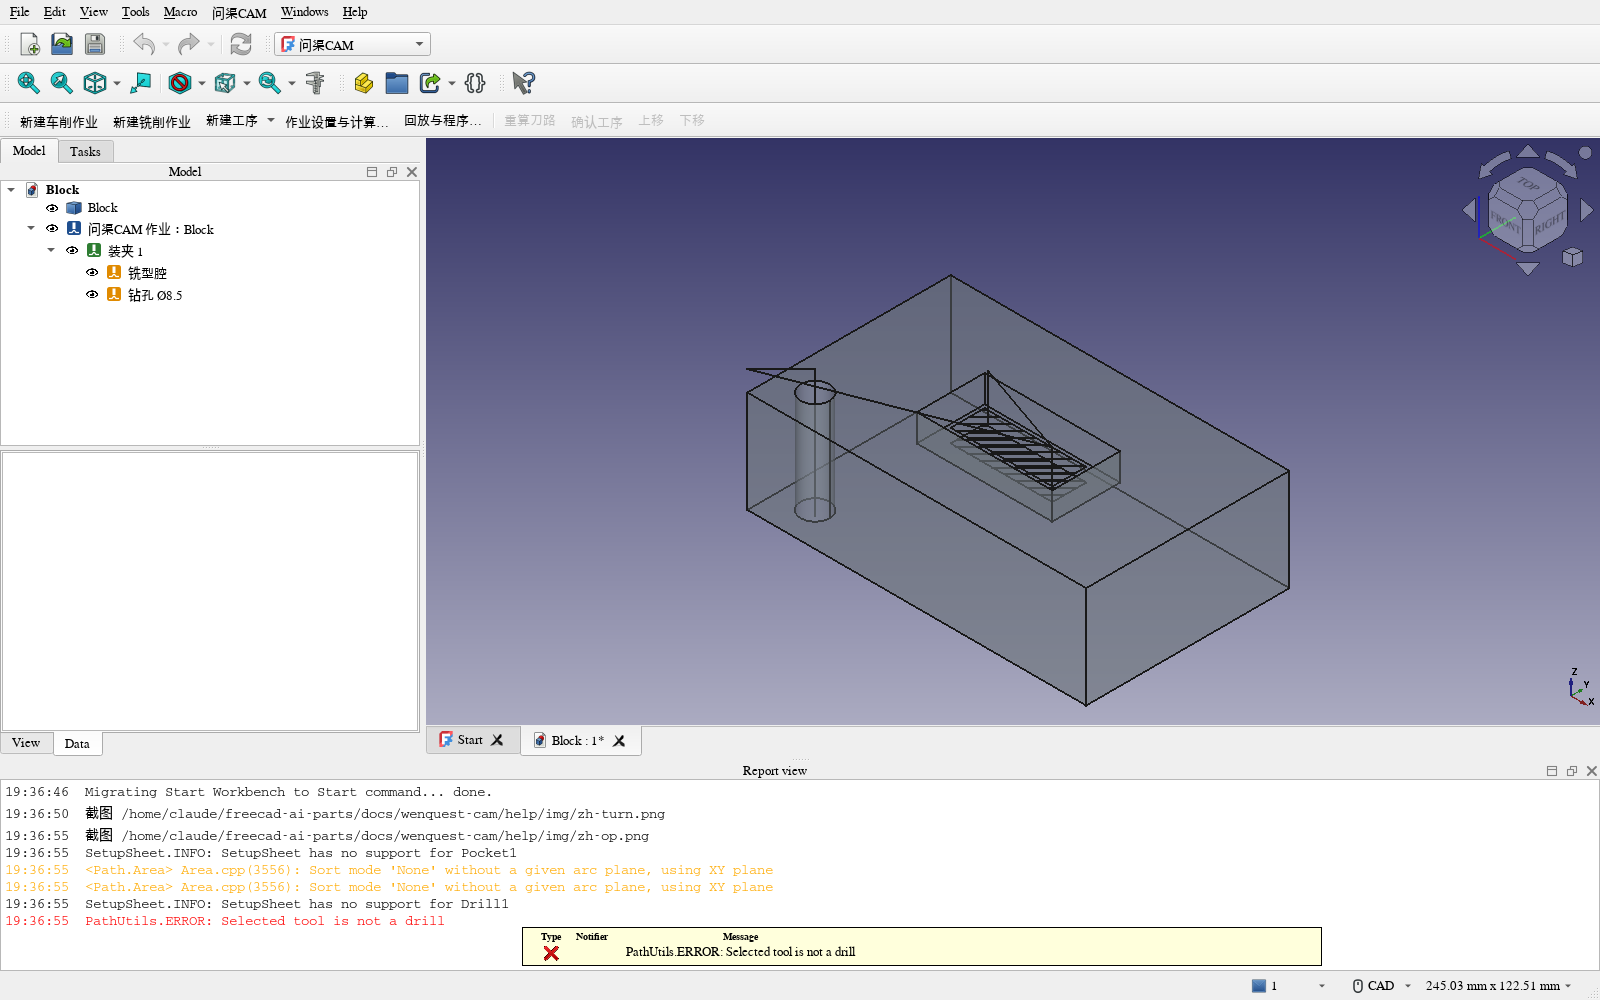 File Edit View Tools Macro 问渠CAM Windows Help
问渠CAM
新建车削作业 新建铣削作业 新建工序 作业设置与计算… 回放与程序… 重算刀路 确认工序 上移 下移
Model Tasks
Model
Block
Block
问渠CAM 作业：Block
装夹 1
铣型腔
钻孔 Ø8.5
TOP
FRONT
RIGHT
Z
Y
X
View Data
Start Block : 1*
Report view
19:36:46 Migrating Start Workbench to Start command... done.
19:36:50 截图 /home/claude/freecad-ai-parts/docs/wenquest-cam/help/img/zh-turn.png
19:36:55 截图 /home/claude/freecad-ai-parts/docs/wenquest-cam/help/img/zh-op.png
19:36:55 SetupSheet.INFO: SetupSheet has no support for Pocket1
19:36:55 <Path.Area> Area.cpp(3556): Sort mode 'None' without a given arc plane, using XY plane
19:36:55 <Path.Area> Area.cpp(3556): Sort mode 'None' without a given arc plane, using XY plane
19:36:55 SetupSheet.INFO: SetupSheet has no support for Drill1
19:36:55 PathUtils.ERROR: Selected tool is not a drill
Type Notifier Message
PathUtils.ERROR: Selected tool is not a drill
1 CAD 245.03 mm x 122.51 mm